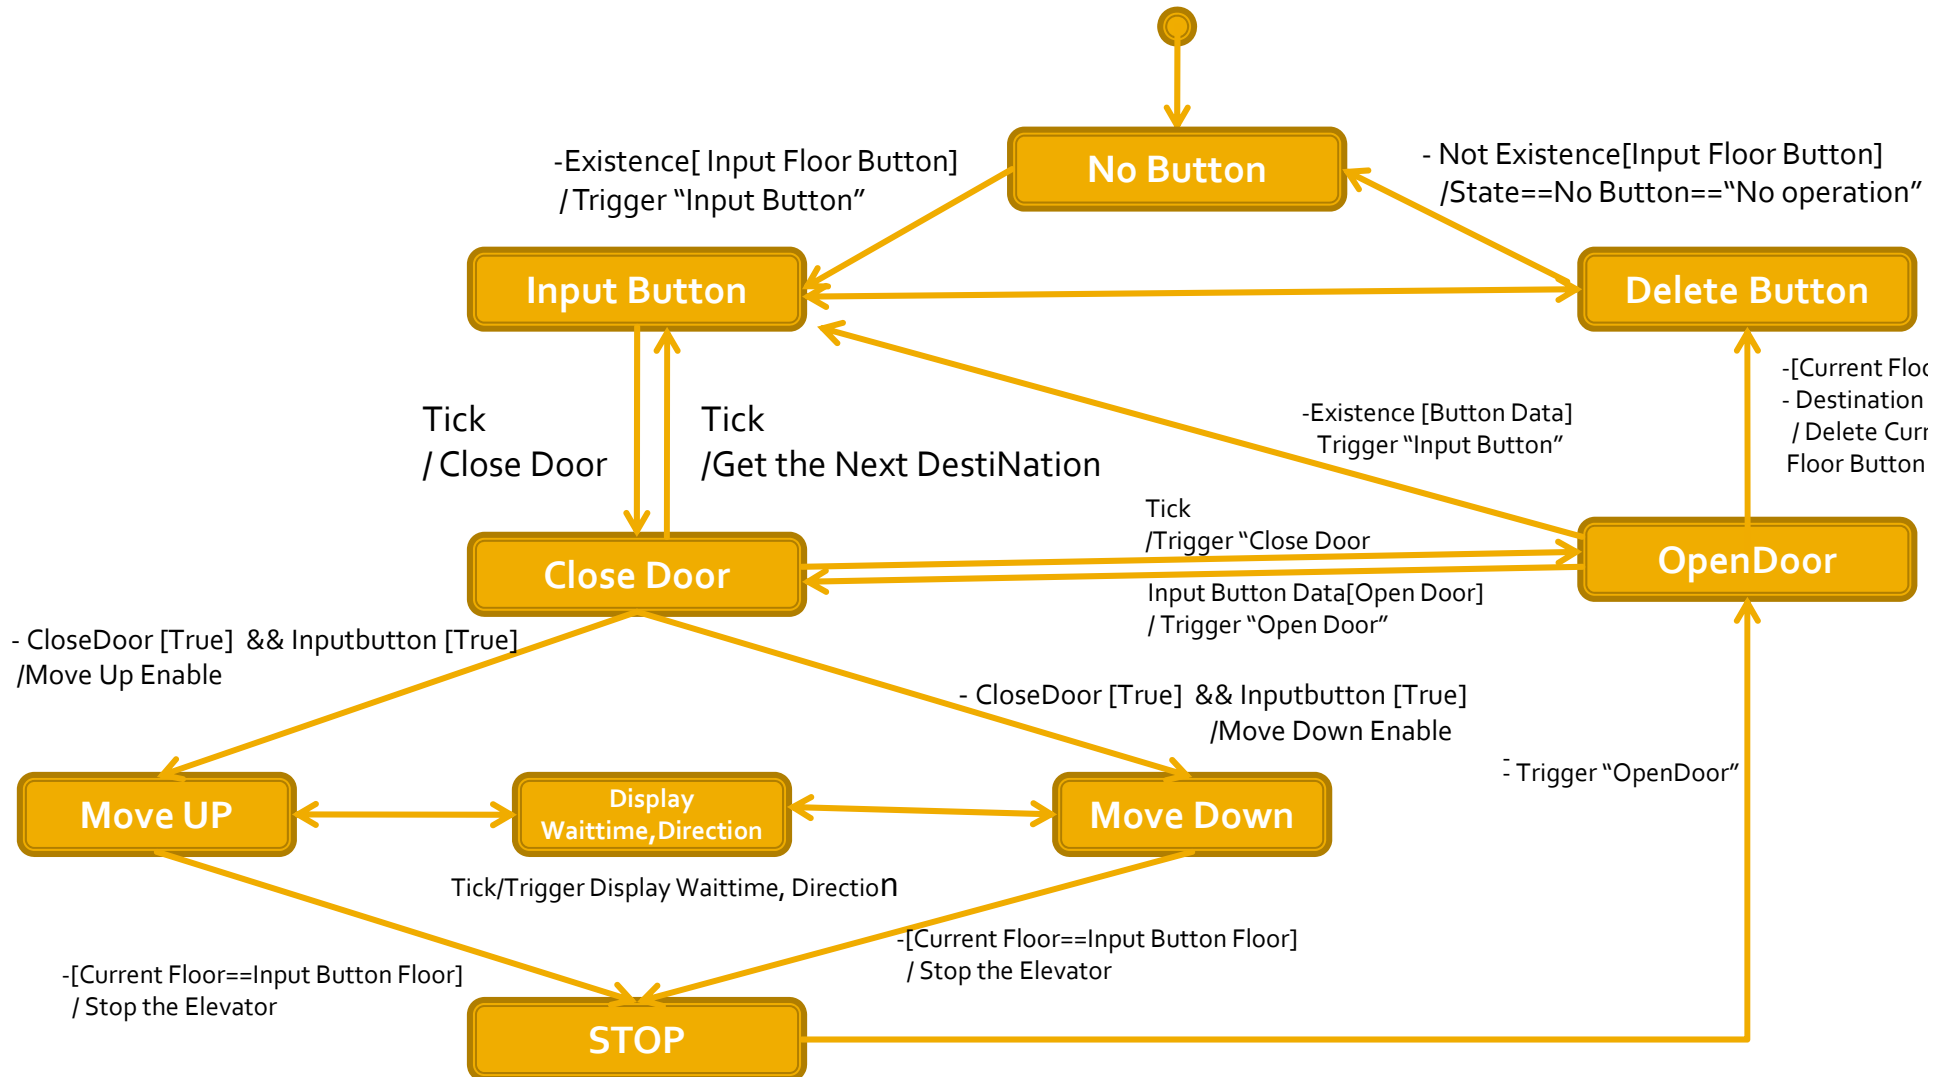 No Button
-Existence[ Input Floor Button]
/ Trigger “Input Button”
- Not Existence[Input Floor Button]
/State==No Button==“No operation”
Input Button
Delete Button
Tick
/ Close Door
Tick
/Get the Next DestiNation
-Existence [Button Data]
Trigger “Input Button”
-[Current
- Destination
/ Delete
Floor Button
Tick
/Trigger “Close Door
Close Door
OpenDoor
Input Button Data[Open Door]
/ Trigger “Open Door”
- CloseDoor [True] && Inputbutton [True]
/Move Up Enable
- CloseDoor [True] && Inputbutton [True]
/Move Down Enable
-
- Trigger “OpenDoor”
Move UP
Display
Waittime,Direction
Move Down
Tick/Trigger Display Waittime, Direction
-[Current Floor==Input Button Floor]
/ Stop the Elevator
-[Current Floor==Input Button Floor]
/ Stop the Elevator
STOP